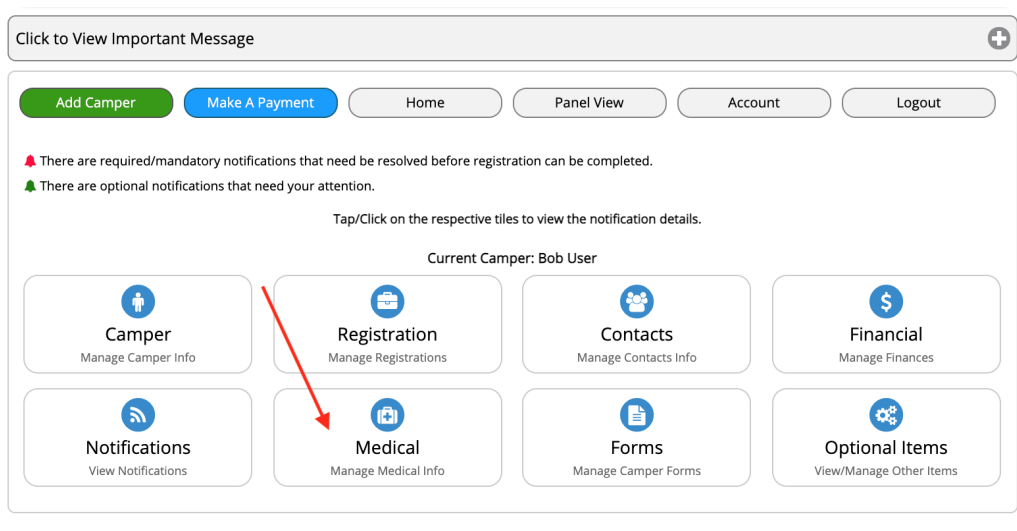 Click to View Important Message
Add Camper
Make A Payment
Home
Panel View
Account
Logout
There are required/mandatory notifications that need be resolved before registration can be completed.
There are optional notifications that need your attention.
Tap/Click on the respective tiles to view the notification details.
Current Camper: Bob User
Camper
Manage Camper Info
Registration
Manage Registrations
Contacts
Manage Contacts Info
Financial
Manage Finances
Notifications
View Notifications
Medical
Manage Medical Info
Forms
Manage Camper Forms
Optional Items
View/Manage Other Items